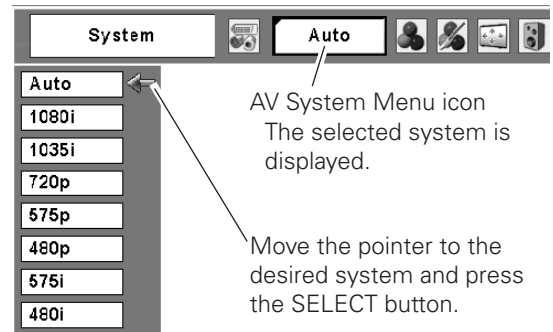 System
Auto
Auto
1080i
1035i
720p
575p
480p
575i
480i
AV System Menu icon
The selected system is
displayed.
Move the pointer to the
desired system and press
the SELECT button.